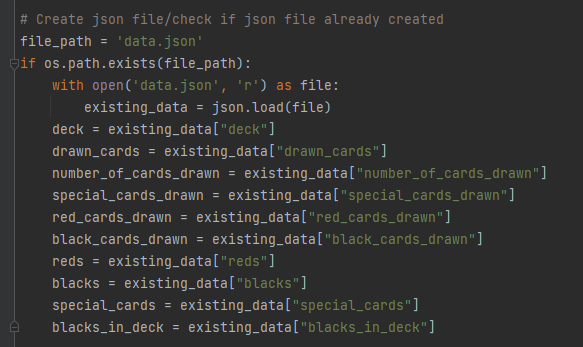 # Create json file/check if json file already created
file_path = 'data.json'
if os.path.exists(file_path):
    with open('data.json', 'r') as file:
        existing_data = json.load(file)
    deck = existing_data["deck"]
    drawn_cards = existing_data["drawn_cards"]
    number_of_cards_drawn = existing_data["number_of_cards_drawn"]
    special_cards_drawn = existing_data["special_cards_drawn"]
    red_cards_drawn = existing_data["red_cards_drawn"]
    black_cards_drawn = existing_data["black_cards_drawn"]
    reds = existing_data["reds"]
    blacks = existing_data["blacks"]
    special_cards = existing_data["special_cards"]
    blacks_in_deck = existing_data["blacks_in_deck"]